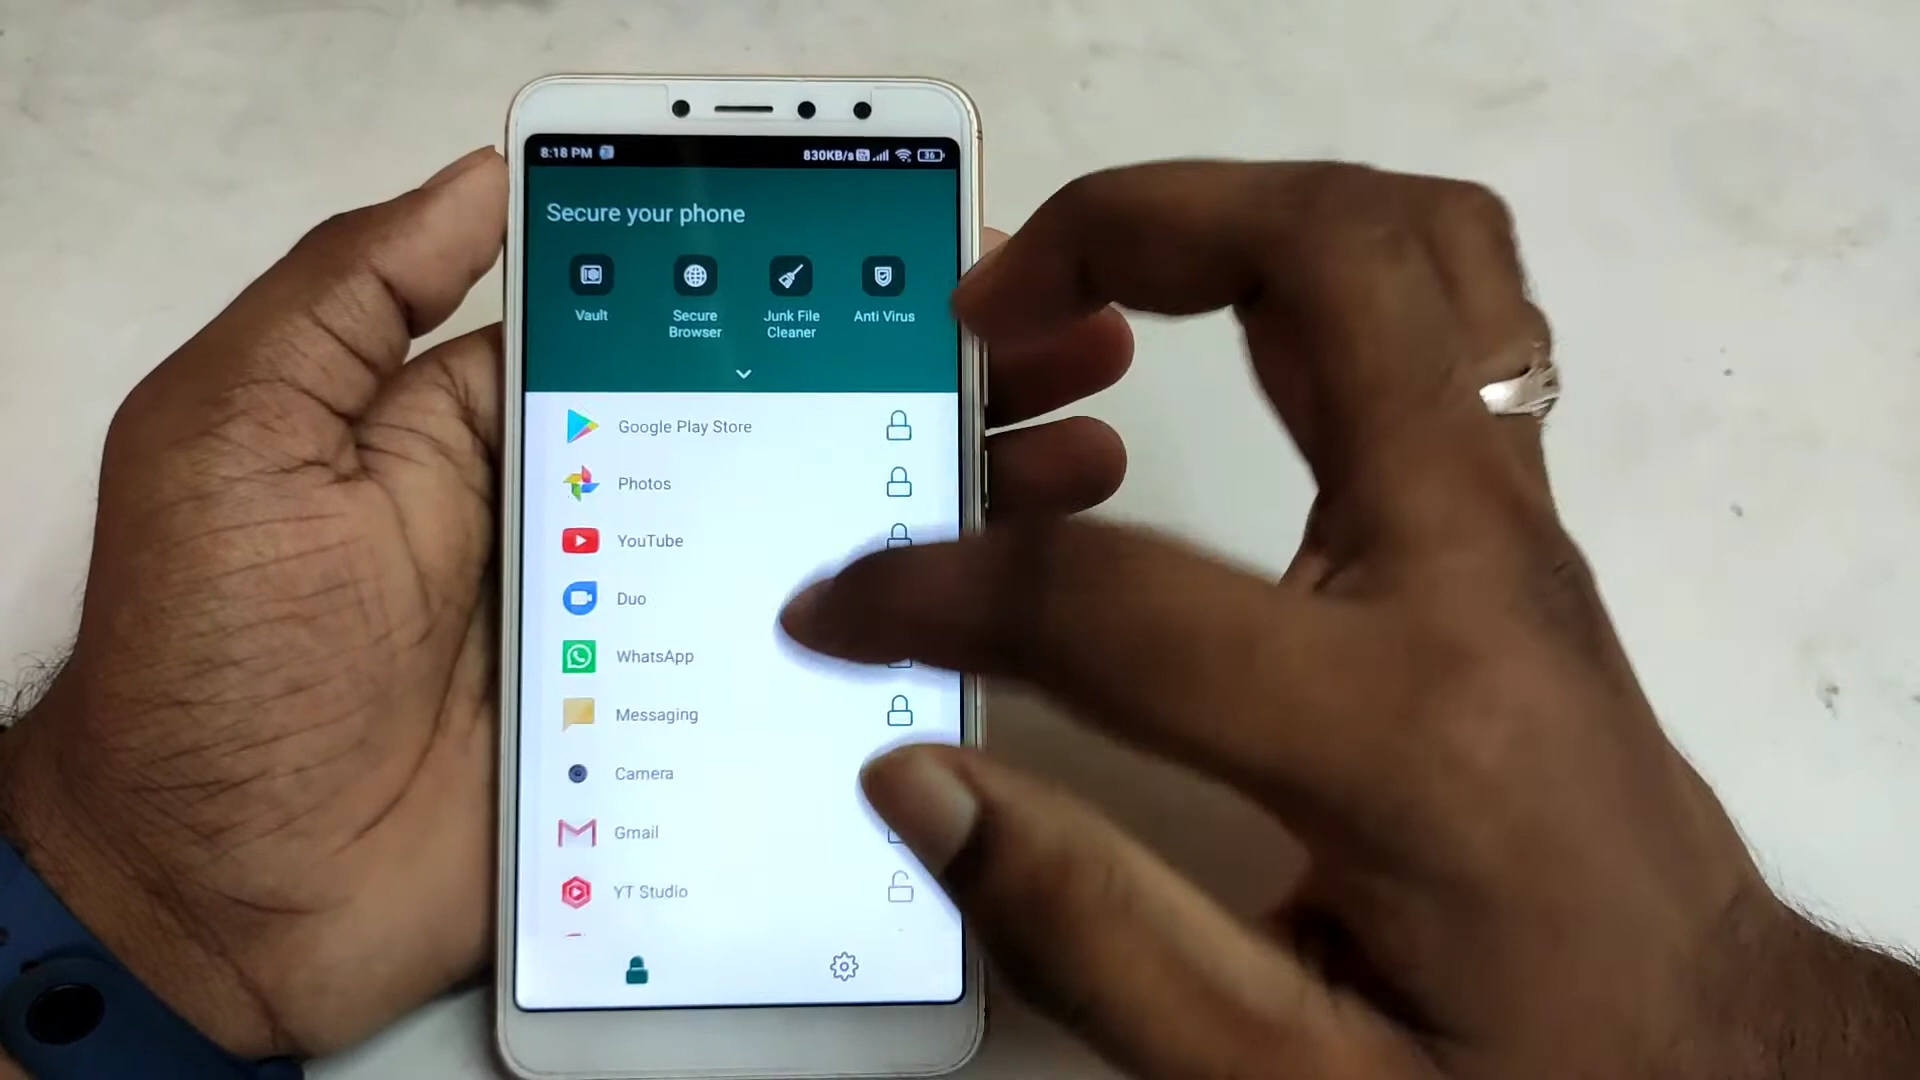 8:18 PM 830KB/s 36
Secure your phone
Vault
Secure
Browser
Junk File
Cleaner
Anti Virus
Google Play Store
Photos
YouTube
Duo
WhatsApp
Messaging
Camera
Gmail
YT Studio